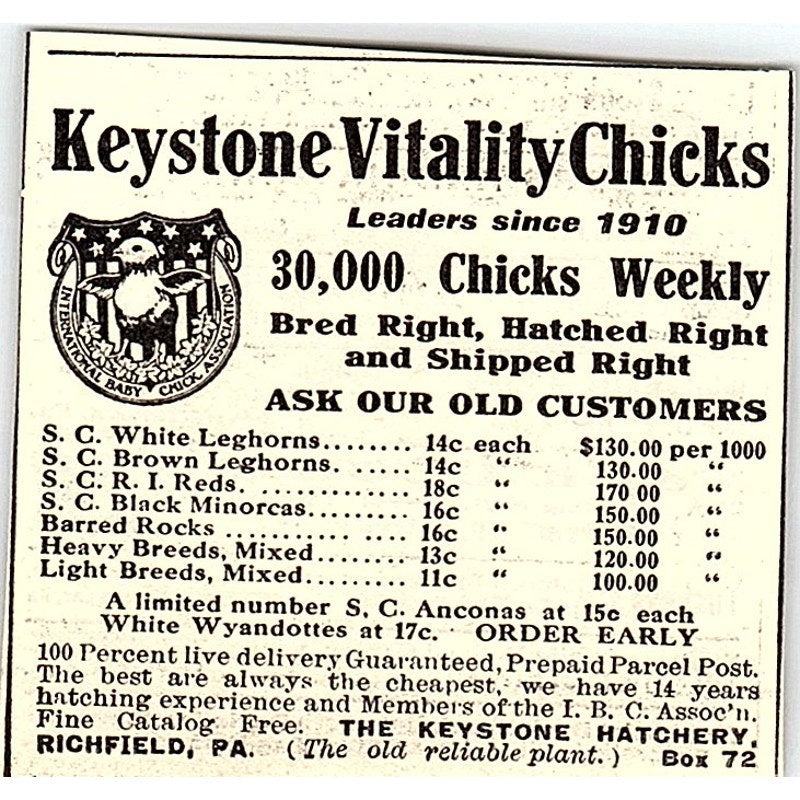 Keystone Vitality Chicks
Leaders since 1910
30,000 Chicks Weekly
Bred Right, Hatched Right
and Shipped Right
INTERNATIONAL BABY CHICK ASSOCIATION
ASK OUR OLD CUSTOMERS
S. C. White Leghorns........ 14c each $130.00 per 1000
S. C. Brown Leghorns. ...... 14c " 130.00 "
S. C. R. I. Reds. .............. 18c " 170 00 "
S. C. Black Minorcas......... 16c " 150.00 "
Barred Rocks ........... .... 16c " 150.00 "
Heavy Breeds, Mixed........ 13c " 120.00 "
Light Breeds, Mixed......... 11c " 100.00 "
A limited number S. C. Anconas at 15c each
White Wyandottes at 17c. ORDER EARLY
100 Percent live delivery Guaranteed, Prepaid Parcel Post.
The best are always the cheapest, we have 14 years
hatching experience and Members of the I. B. C. Assoc'n.
Fine Catalog Free. THE KEYSTONE HATCHERY,
RICHFIELD, PA. (The old reliable plant.) Box 72